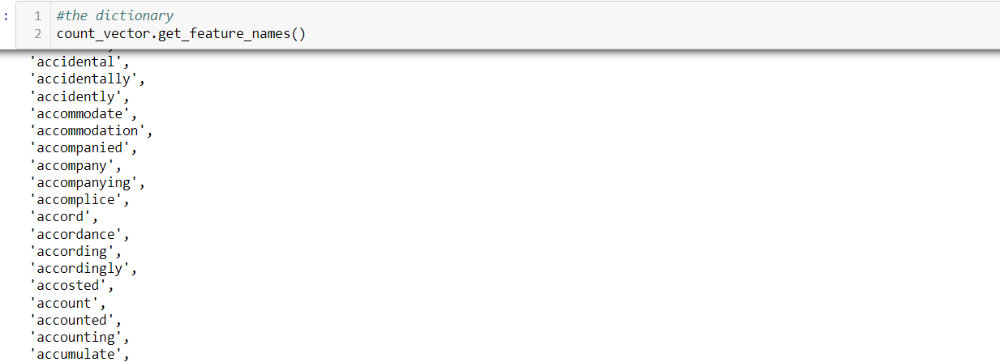 : 1 #the dictionary
2 count_vector.get_feature_names()
'accidental',
'accidentally',
'accidently',
'accommodate',
'accommodation',
'accompanied',
'accompany',
'accompanying',
'accomplice',
'accord',
'accordance',
'according',
'accordingly',
'accosted',
'account',
'accounted',
'accounting',
'accumulate',